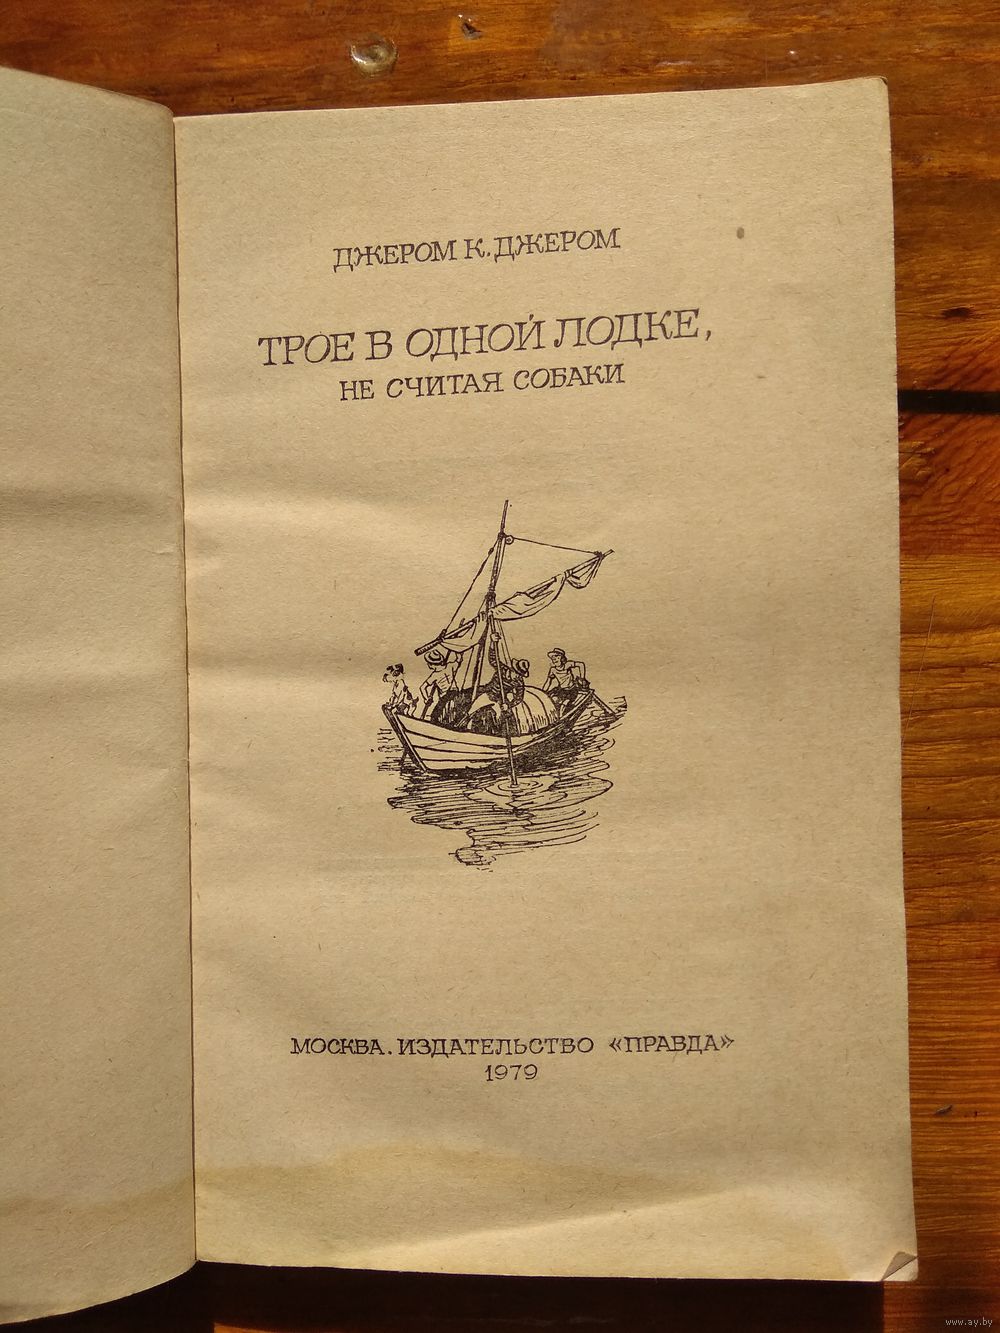 ДЖЕРОМ К. ДЖЕРОМ
ТРОЕ В ОДНОЙ ЛОДКЕ,
НЕ СЧИТАЯ СОБАКИ
МОСКВА. ИЗДАТЕЛЬСТВО «ПРАВДА»
1979
www.ay.by